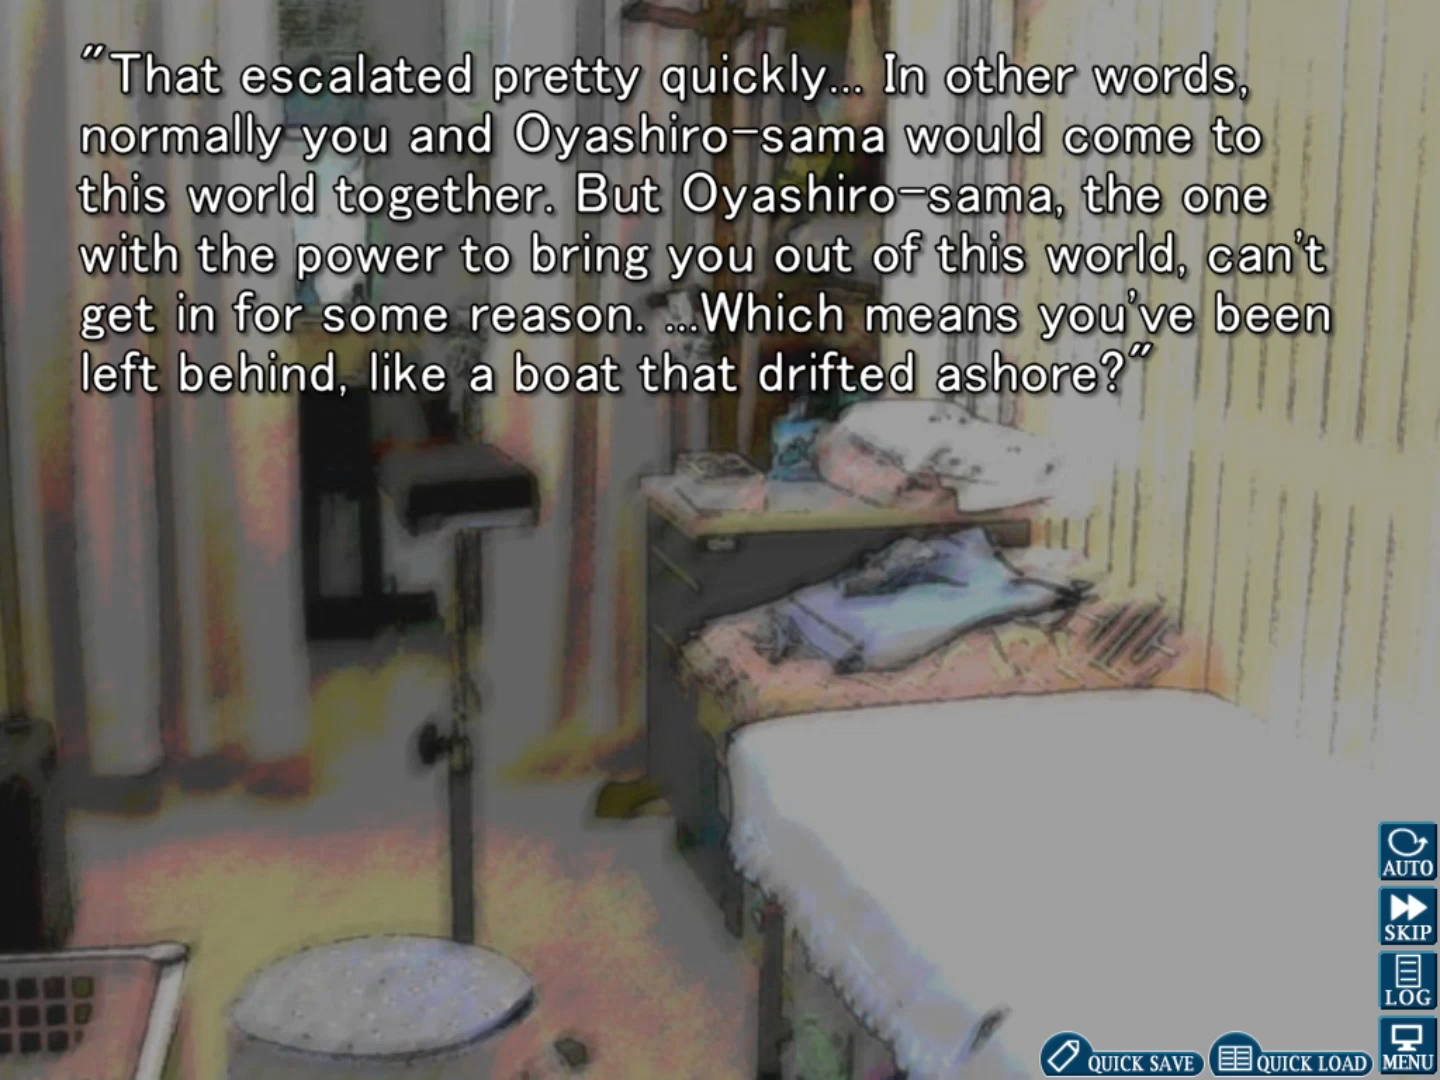 "That escalated pretty quickly... In other words,
normally you and Oyashiro-sama would come to
this world together. But Oyashiro-sama, the one
with the power to bring you out of this world, can't
get in for some reason. ...Which means you've been
left behind, like a boat that drifted ashore?"
AUTO
SKIP
LOG
QUICK SAVE
QUICK LOAD
MENU